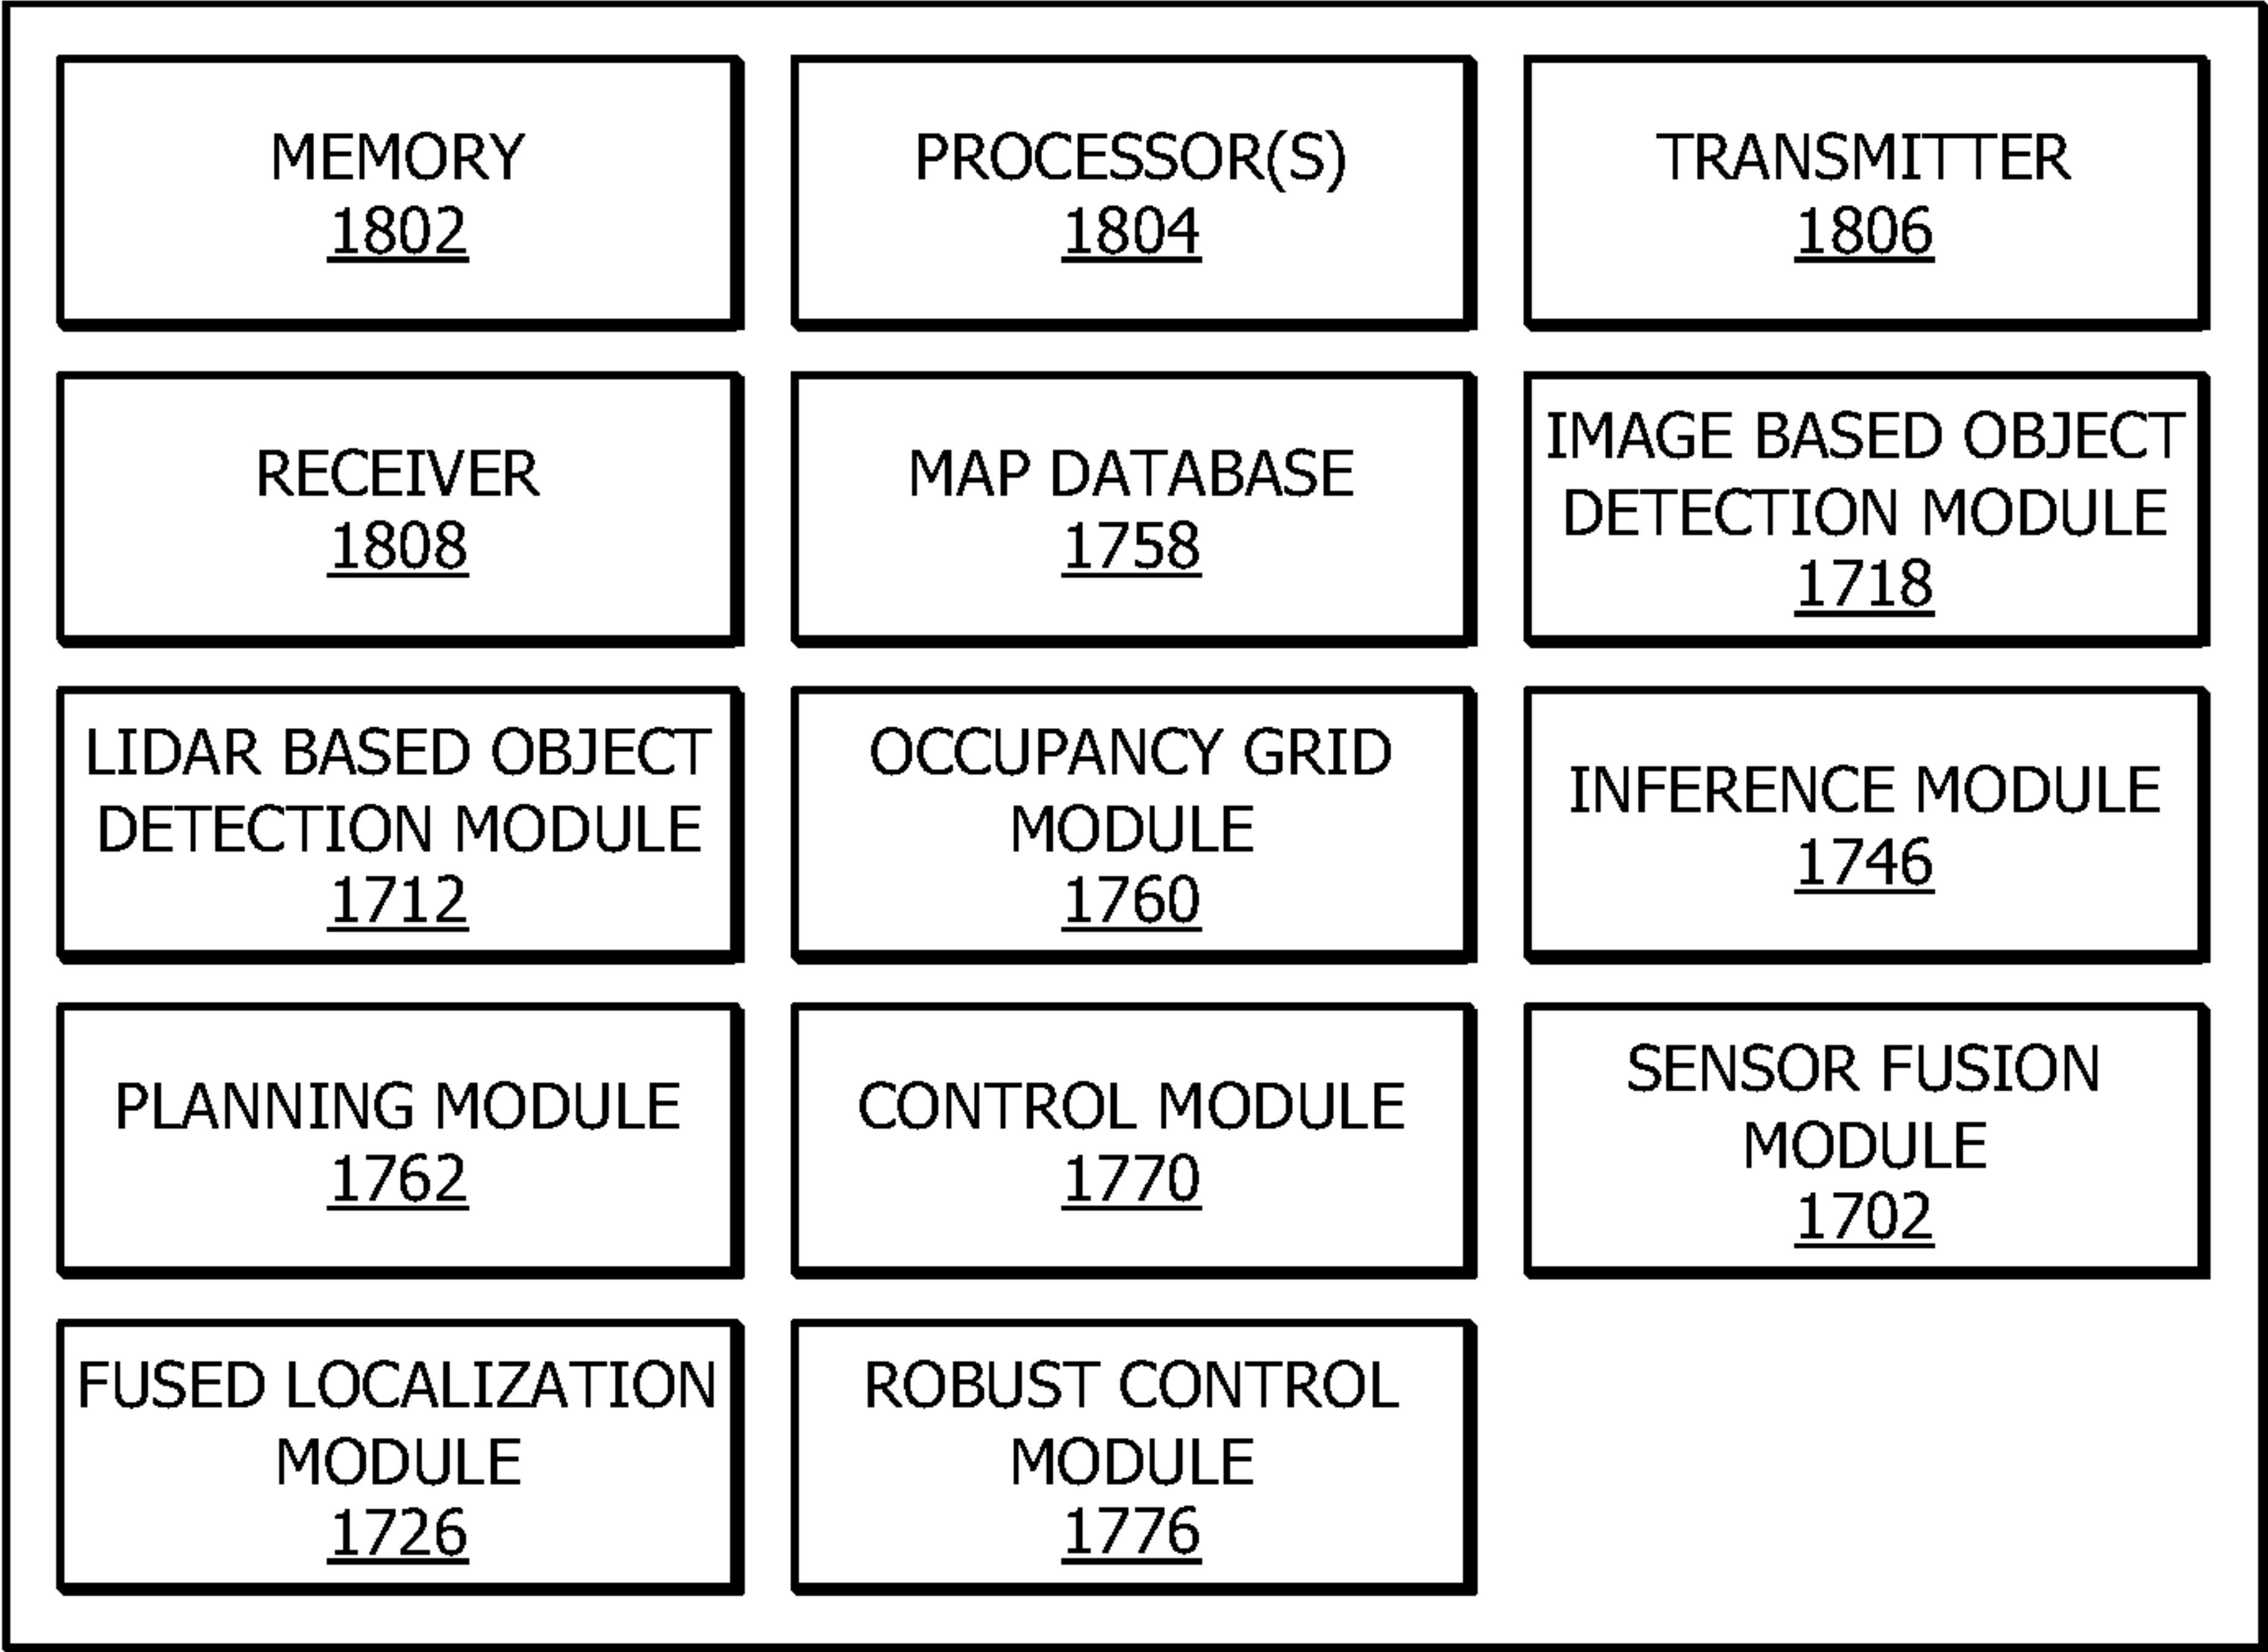 MEMORY
1802
PROCESSOR(S)
1804
TRANSMITTER
1806
RECEIVER
1808
MAP DATABASE
1758
IMAGE BASED OBJECT
DETECTION MODULE
1718
LIDAR BASED OBJECT
DETECTION MODULE
1712
OCCUPANCY GRID
MODULE
1760
INFERENCE MODULE
1746
PLANNING MODULE
1762
CONTROL MODULE
1770
SENSOR FUSION
MODULE
1702
FUSED LOCALIZATION
MODULE
1726
ROBUST CONTROL
MODULE
1776